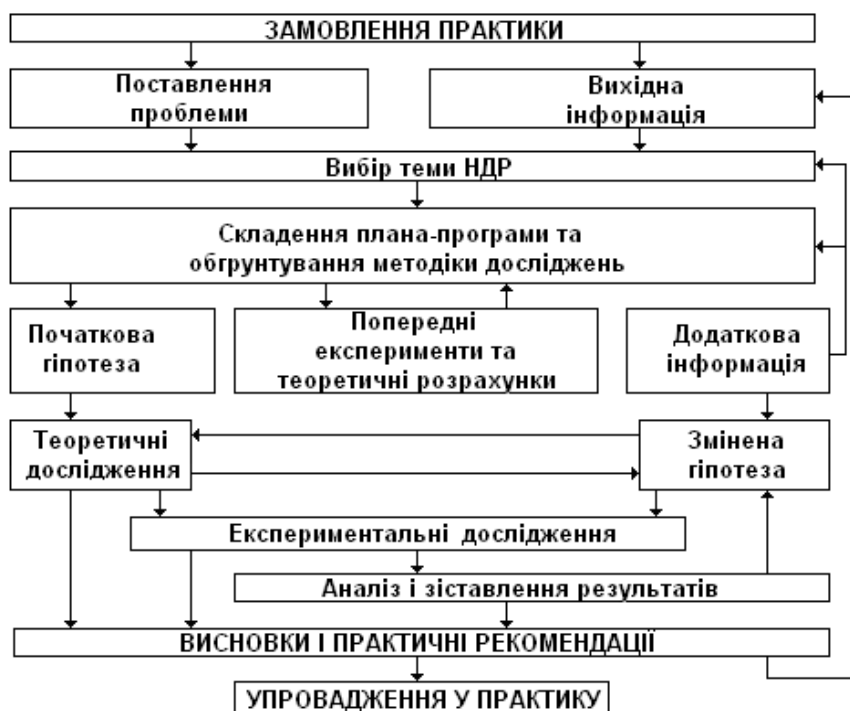 ЗАМОВЛЕННЯ ПРАКТИКИ
Поставлення
проблеми
Вихідна
інформація
Вибір теми НДР
Складення плана-програми та
обгрунтування методіки досліджень
Початкова
гіпотеза
Попередні
експерименти та
теоретичні розрахунки
Додаткова
інформація
Теоретичні
дослідження
Змінена
гіпотеза
Експериментальні дослідження
Аналіз і зіставлення результатів
ВИСНОВКИ І ПРАКТИЧНІ РЕКОМЕНДАЦІЇ
УПРОВАДЖЕННЯ У ПРАКТИКУ